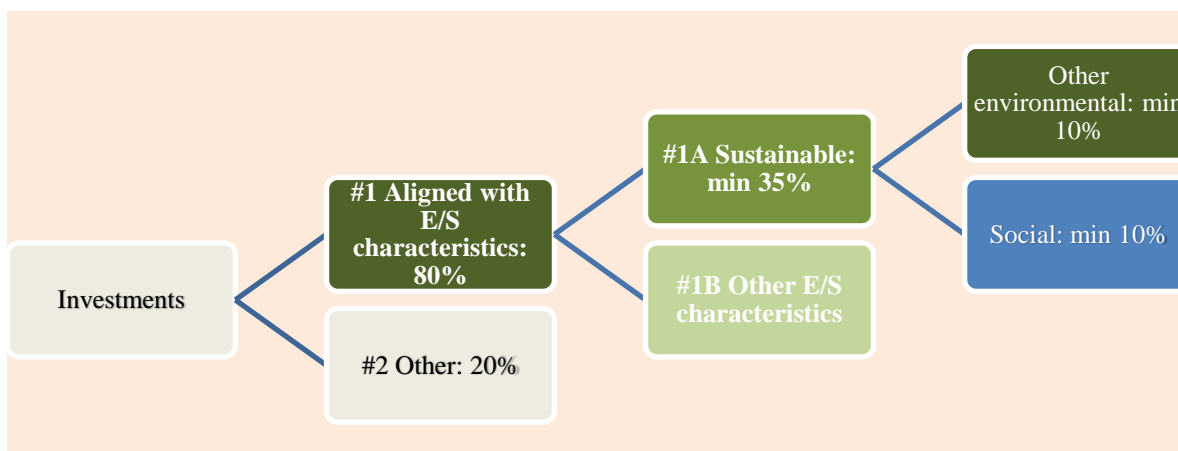 Investments
#1 Aligned with
E/S
characteristics:
80%
#2 Other: 20%
#1A Sustainable:
min 35%
#1B Other E/S
characteristics
Other
environmental: min
10%
Social: min 10%